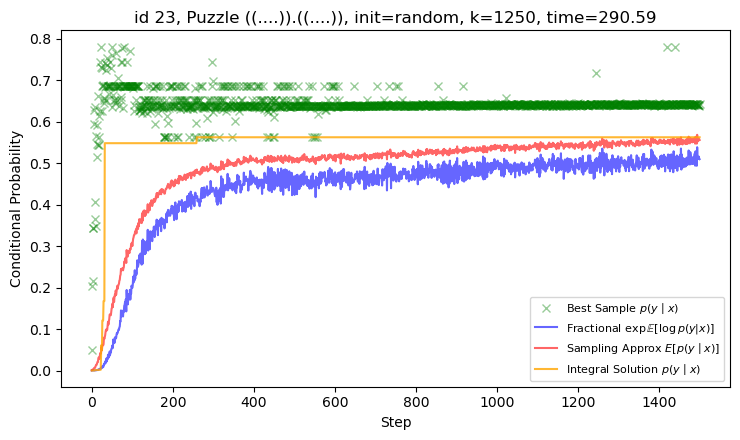 id 23, Puzzle ((....)).((....)), init=random, k=1250, time=290.59
Conditional Probability
0.8
0.7
0.6
0.5
0.4
0.3
0.2
0.1
0.0
0 200 400 600 800 1000 1200 1400
Step
Best Sample p(y | x)
Fractional exp𝔼[log p(y|x)]
Sampling Approx E[p(y | x)]
Integral Solution p(y | x)